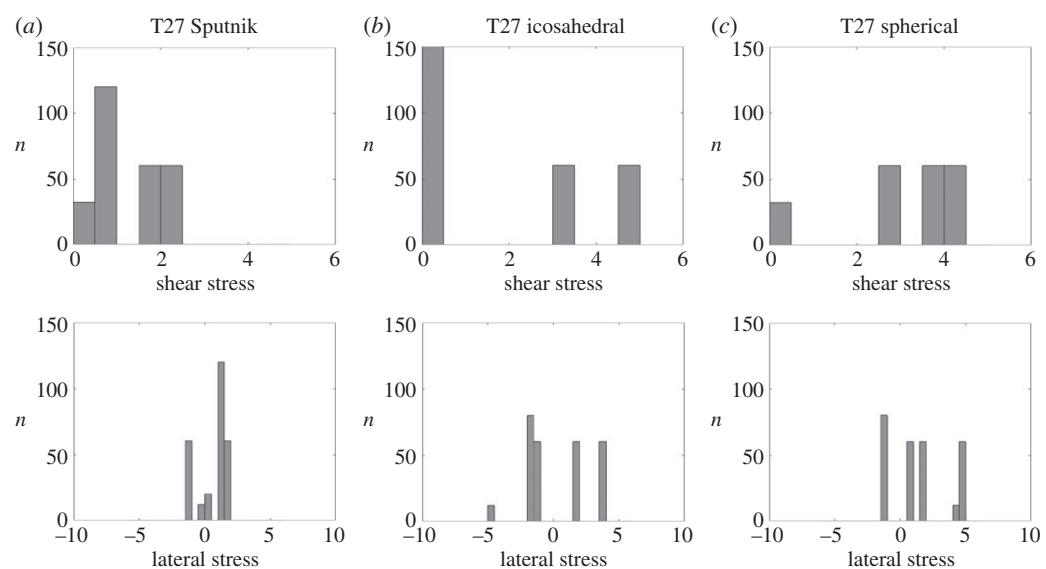 (a) T27 Sputnik (b) T27 icosahedral (c) T27 spherical
150 150 150
100 100 100
n n n
50 50 50
0 0 0
0 2 4 6 0 2 4 6 0 2 4 6
shear stress shear stress shear stress
150 150 150
100 100 100
n n n
50 50 50
0 0 0
–10 –5 0 5 10 –10 –5 0 5 10 –10 –5 0 5 10
lateral stress lateral stress lateral stress